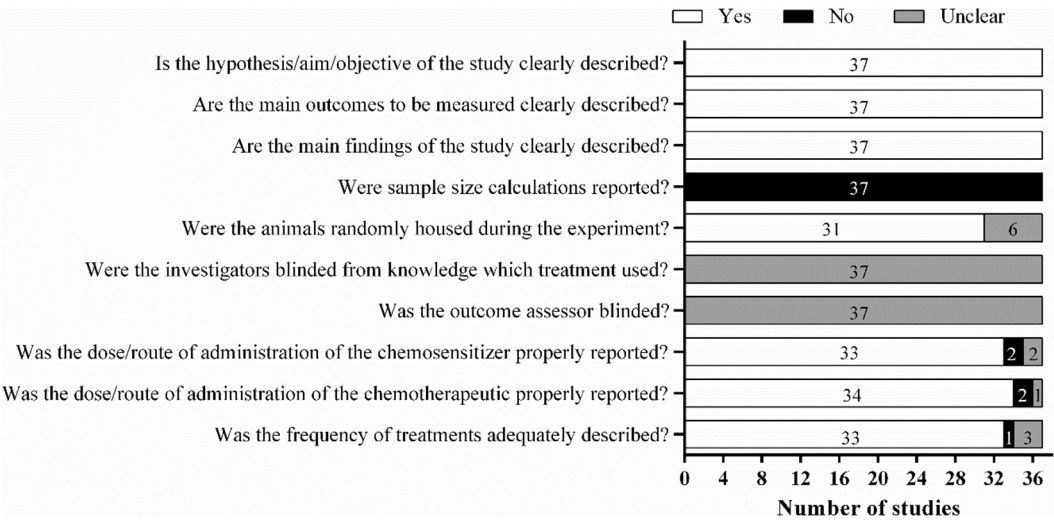 Yes No Unclear
Is the hypothesis/aim/objective of the study clearly described? 37
Are the main outcomes to be measured clearly described? 37
Are the main findings of the study clearly described? 37
Were sample size calculations reported? 37
Were the animals randomly housed during the experiment? 31 6
Were the investigators blinded from knowledge which treatment used? 37
Was the outcome assessor blinded? 37
Was the dose/route of administration of the chemosensitizer properly reported? 33 2 2
Was the dose/route of administration of the chemotherapeutic properly reported? 34 2 1
Was the frequency of treatments adequately described? 33 1 3
0 4 8 12 16 20 24 28 32 36
Number of studies